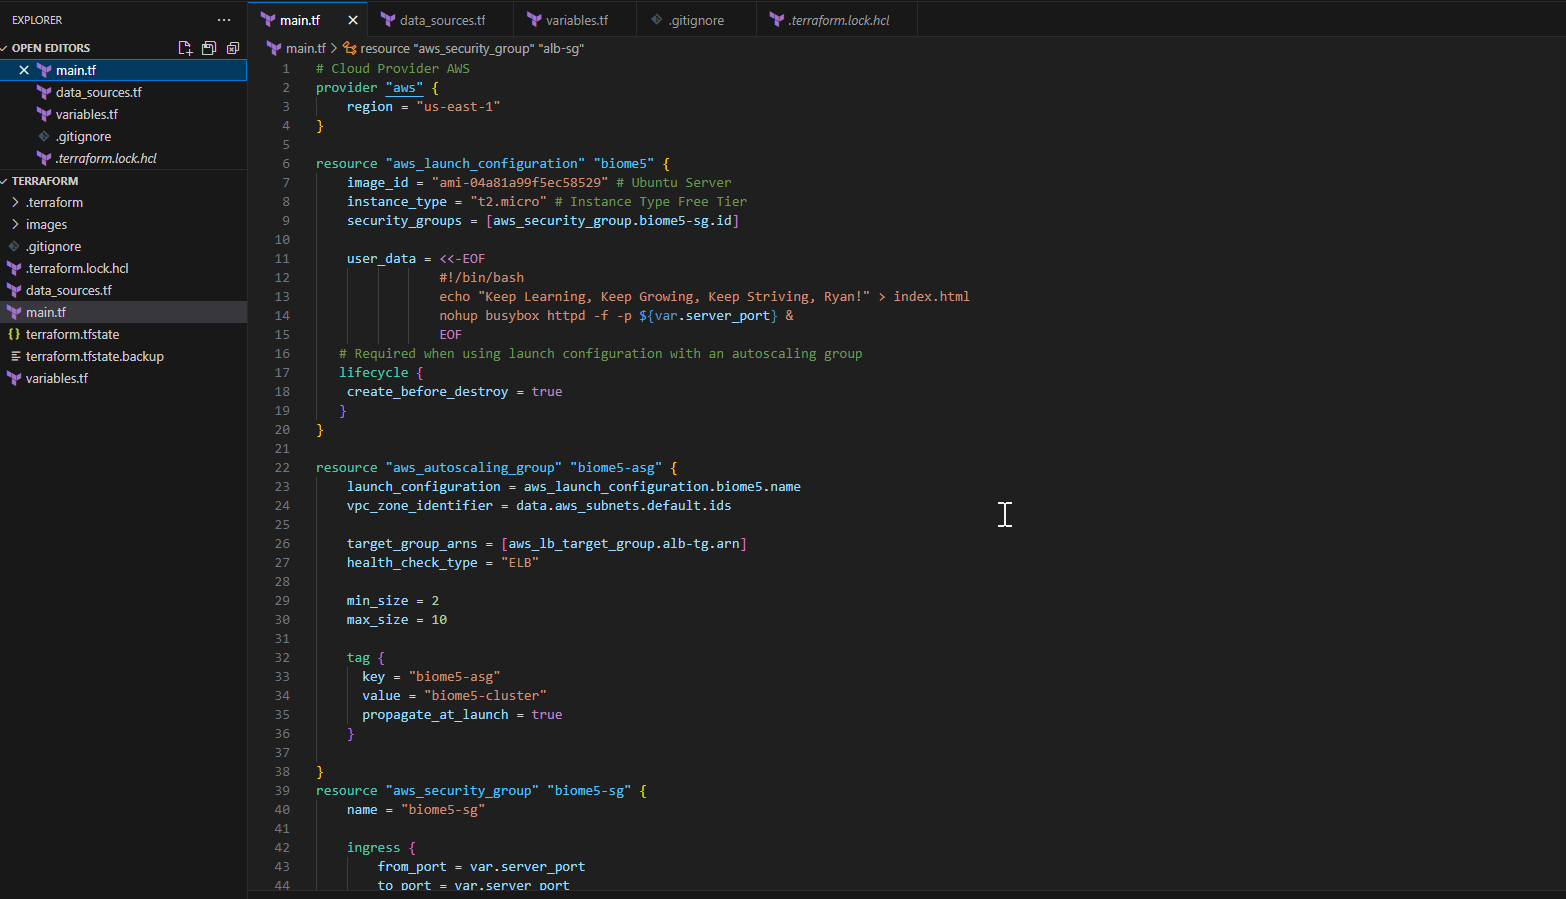 EXPLORER
OPEN EDITORS
main.tf
data_sources.tf
variables.tf
.gitignore
.terraform.lock.hcl
TERRAFORM
.terraform
images
.gitignore
.terraform.lock.hcl
data_sources.tf
main.tf
terraform.tfstate
terraform.tfstate.backup
variables.tf
main.tf data_sources.tf variables.tf .gitignore .terraform.lock.hcl
main.tf > resource "aws_security_group" "alb-sg"
1 # Cloud Provider AWS
2 provider "aws" {
3 region = "us-east-1"
4 }
5
6 resource "aws_launch_configuration" "biome5" {
7 image_id = "ami-04a81a99f5ec58529" # Ubuntu Server
8 instance_type = "t2.micro" # Instance Type Free Tier
9 security_groups = [aws_security_group.biome5-sg.id]
10
11 user_data = <<-EOF
12 #!/bin/bash
13 echo "Keep Learning, Keep Growing, Keep Striving, Ryan!" > index.html
14 nohup busybox httpd -f -p ${var.server_port} &
15 EOF
16 # Required when using launch configuration with an autoscaling group
17 lifecycle {
18 create_before_destroy = true
19 }
20 }
21
22 resource "aws_autoscaling_group" "biome5-asg" {
23 launch_configuration = aws_launch_configuration.biome5.name
24 vpc_zone_identifier = data.aws_subnets.default.ids
25
26 target_group_arns = [aws_lb_target_group.alb-tg.arn]
27 health_check_type = "ELB"
28
29 min_size = 2
30 max_size = 10
31
32 tag {
33 key = "biome5-asg"
34 value = "biome5-cluster"
35 propagate_at_launch = true
36 }
37
38 }
39 resource "aws_security_group" "biome5-sg" {
40 name = "biome5-sg"
41
42 ingress {
43 from_port = var.server_port
44 to_port = var.server_port